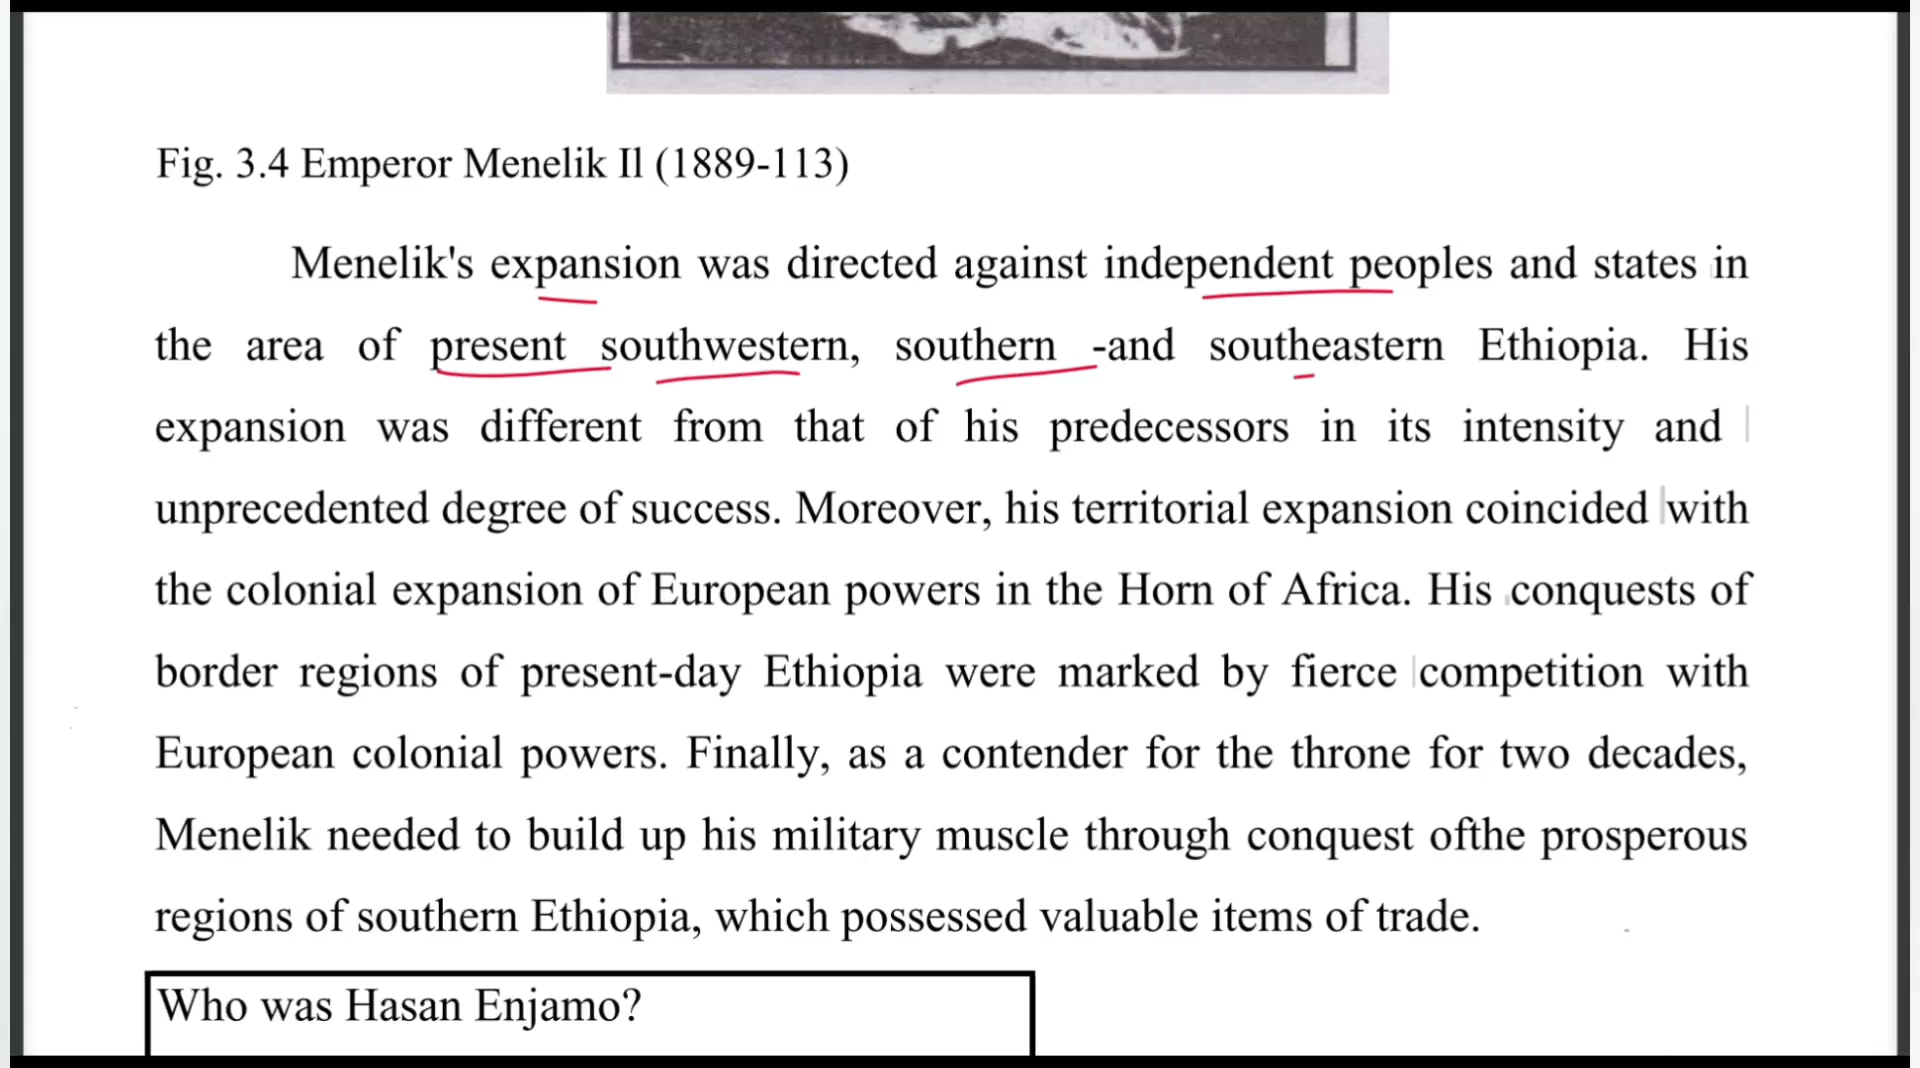 Fig. 3.4 Emperor Menelik Il (1889-113)
Menelik's expansion was directed against independent peoples and states in
the area of present southwestern, southern -and southeastern Ethiopia. His
expansion was different from that of his predecessors in its intensity and
unprecedented degree of success. Moreover, his territorial expansion coincided with
the colonial expansion of European powers in the Horn of Africa. His conquests of
border regions of present-day Ethiopia were marked by fierce competition with
European colonial powers. Finally, as a contender for the throne for two decades,
Menelik needed to build up his military muscle through conquest ofthe prosperous
regions of southern Ethiopia, which possessed valuable items of trade.
Who was Hasan Enjamo?